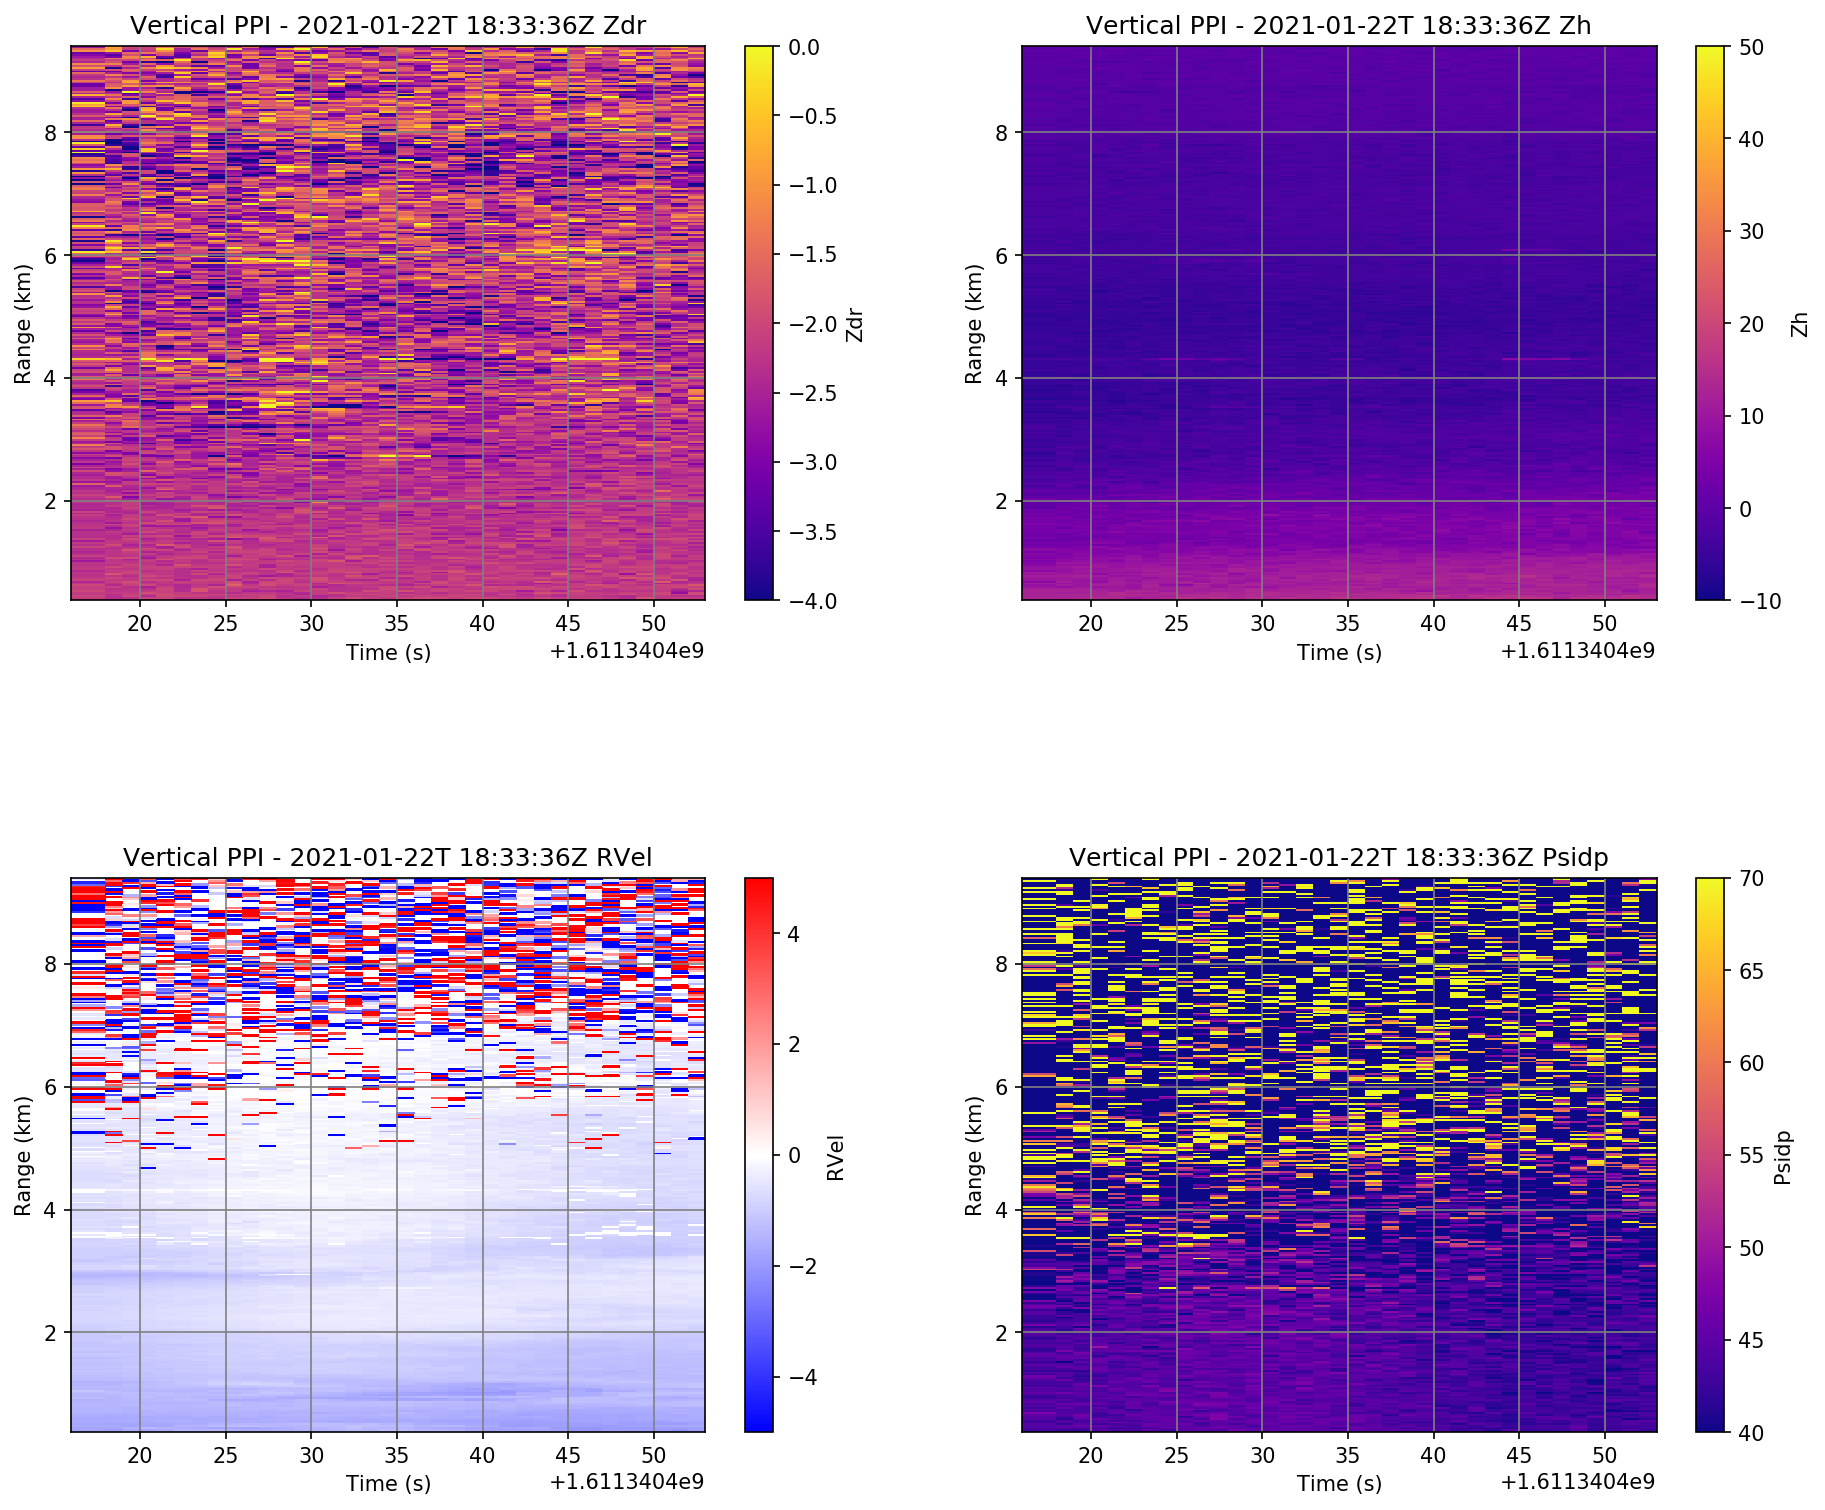 Vertical PPI - 2021-01-22T 18:33:36Z Zdr
Range (km)
8
6
4
2
20 25 30 35 40 45 50
Time (s)
+1.6113404e9
0.0
−0.5
−1.0
−1.5
−2.0
−2.5
−3.0
−3.5
−4.0
Zdr
Vertical PPI - 2021-01-22T 18:33:36Z Zh
Range (km)
8
6
4
2
20 25 30 35 40 45 50
Time (s)
+1.6113404e9
50
40
30
20
10
0
−10
Zh
Vertical PPI - 2021-01-22T 18:33:36Z RVel
Range (km)
8
6
4
2
20 25 30 35 40 45 50
Time (s)
+1.6113404e9
4
2
0
−2
−4
RVel
Vertical PPI - 2021-01-22T 18:33:36Z Psidp
Range (km)
8
6
4
2
20 25 30 35 40 45 50
Time (s)
+1.6113404e9
70
65
60
55
50
45
40
Psidp